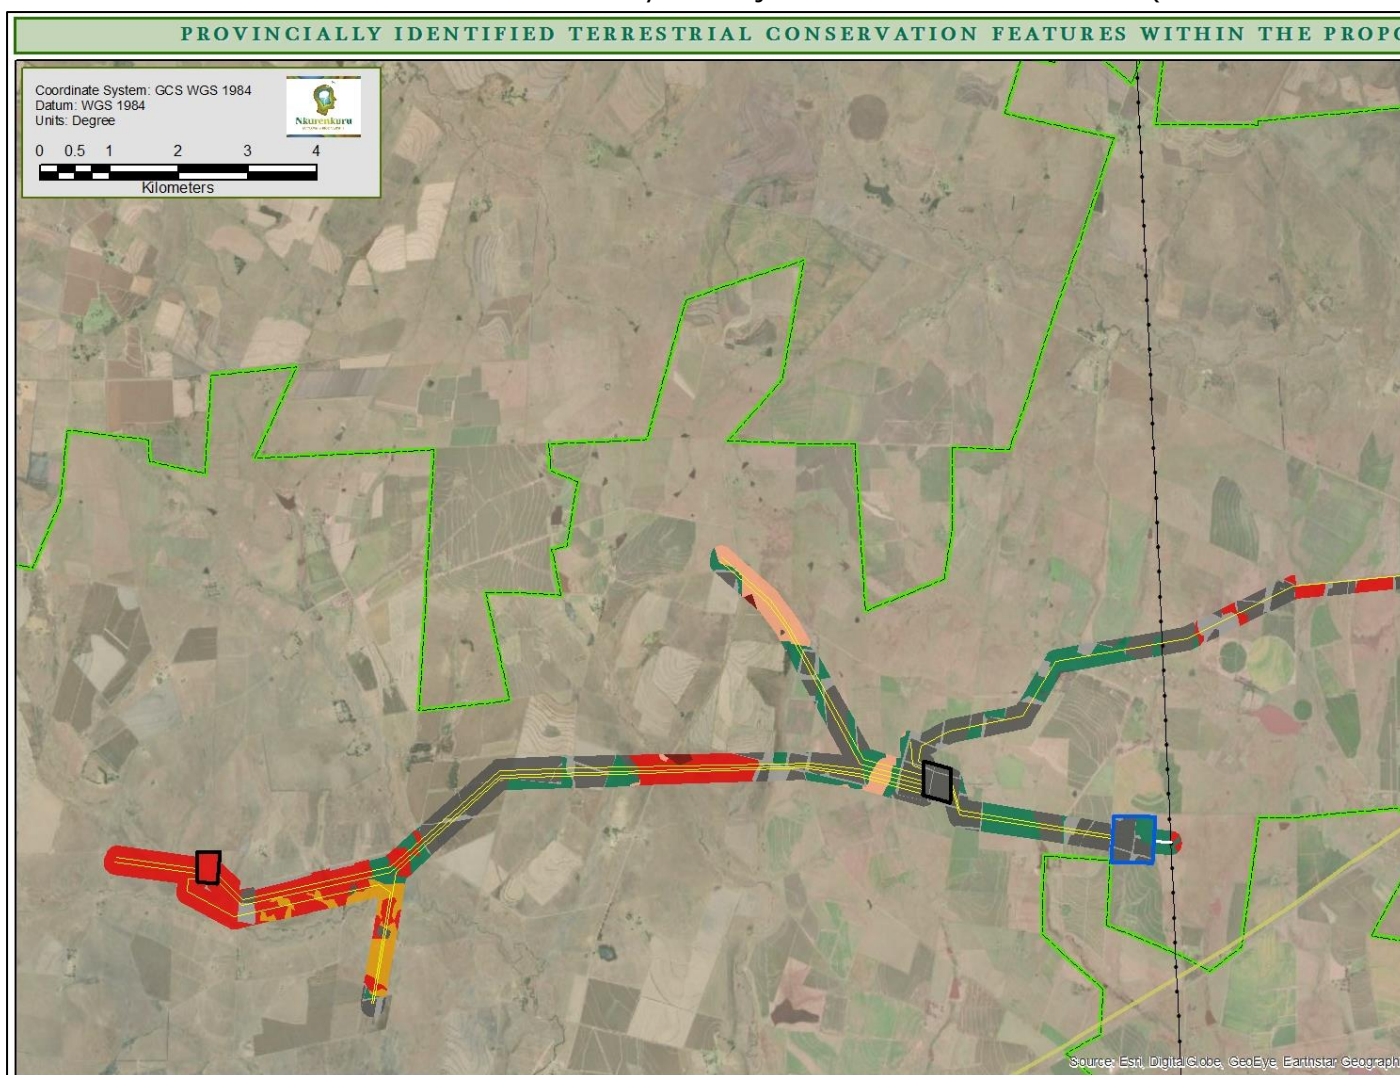 PROVINCIALLY IDENTIFIED TERRESTRIAL CONSERVATION FEATURES WITHIN THE PROPO
Coordinate System: GCS WGS 1984
Datum: WGS 1984
Units: Degree
Nkurenkuru
0 0.5 1 2 3 4
Kilometers
Source: Esri, DigitalGlobe, GeoEye, Earthstar Geograph